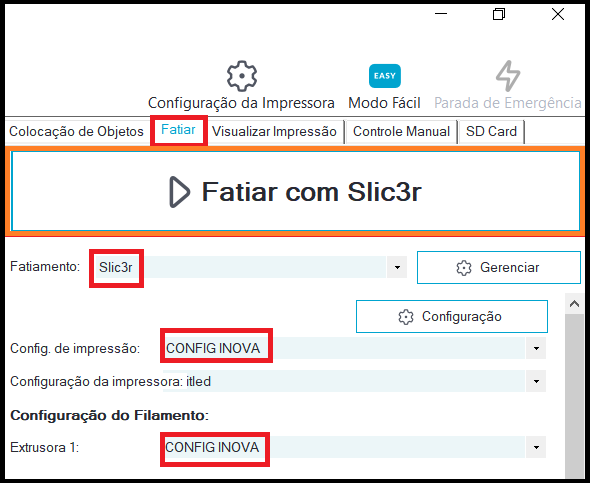 EASY
Configuração da Impressora Modo Fácil Parada de Emergência
Colocação de Objetos Fatiar Visualizar Impressão Controle Manual SD Card
Fatiar com Slic3r
Fatiamento: Slic3r Gerenciar
Configuração
Config. de impressão: CONFIG INOVA
Configuração da impressora: itled
Configuração do Filamento:
Extrusora 1: CONFIG INOVA